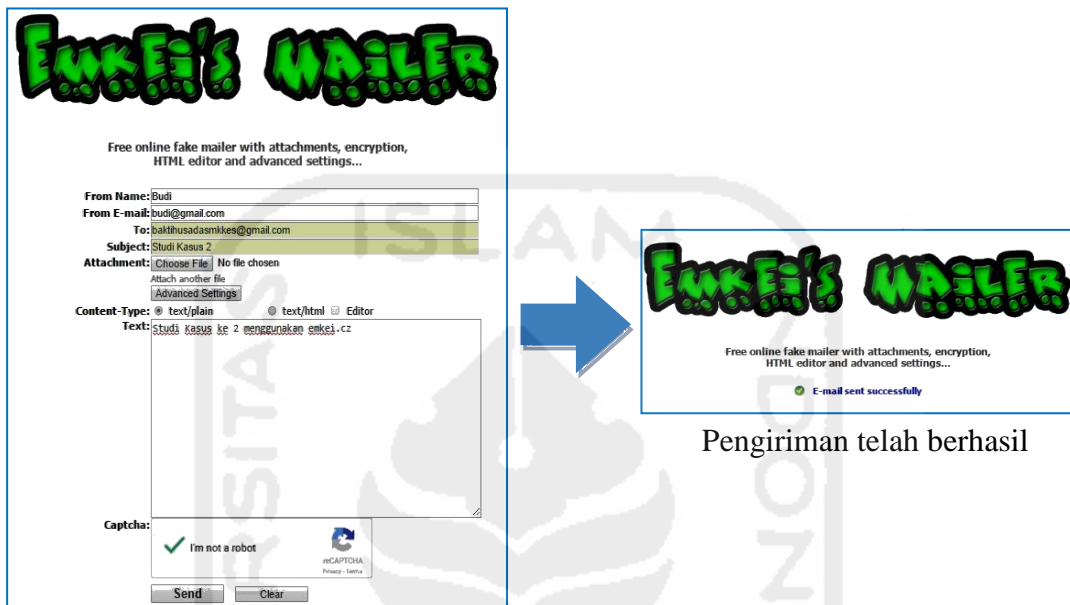 EMKEI'S MAILER
Free online fake mailer with attachments, encryption,
HTML editor and advanced settings...
From Name: Budi
From E-mail: budi@gmail.com
To: baktihusadasmkkes@gmail.com
Subject: Studi Kasus 2
Attachment: Choose File No file chosen
Attach another file
Advanced Settings
Content-Type: text/plain text/html Editor
Text: Studi Kasus ke 2 menggunakan emkei.cz
Captcha:
I'm not a robot
reCAPTCHA
Privacy - Terms
Send Clear
EMKEI'S MAILER
Free online fake mailer with attachments, encryption,
HTML editor and advanced settings...
E-mail sent successfully
Pengiriman telah berhasil
ISLAM